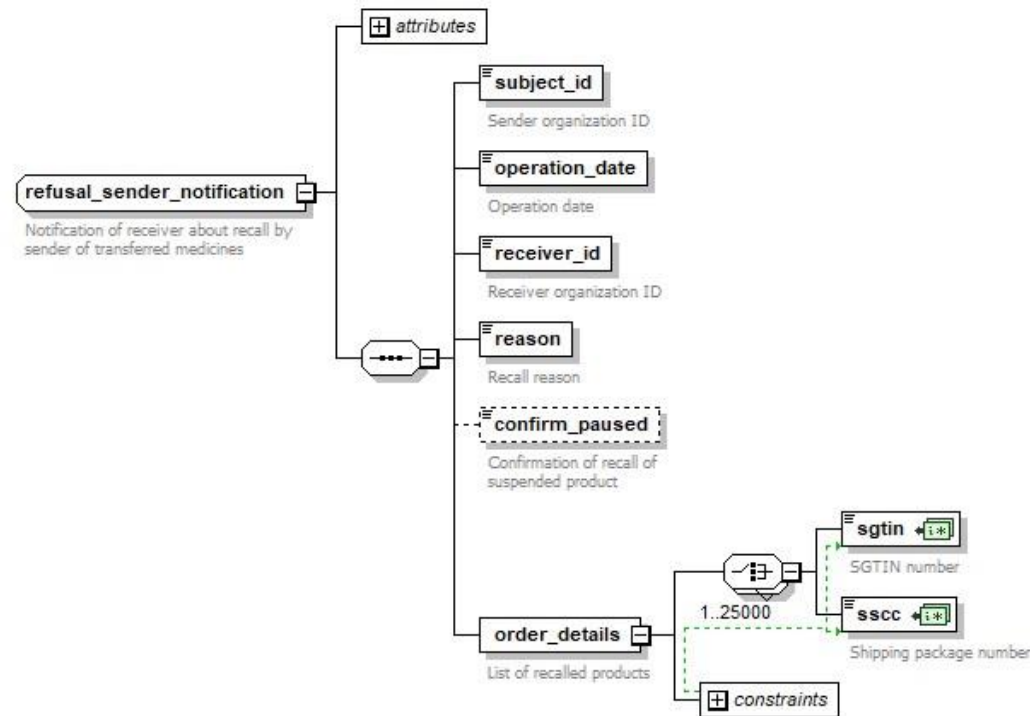 attributes
subject_id
Sender organization ID
operation_date
Operation date
refusal_sender_notification
Notification of receiver about recall by
sender of transferred medicines
receiver_id
Receiver organization ID
reason
Recall reason
confirm_paused
Confirmation of recall of
suspended product
sgtin
i*
SGTIN number
1..25000
sscc
i*
Shipping package number
order_details
List of recalled products
constraints